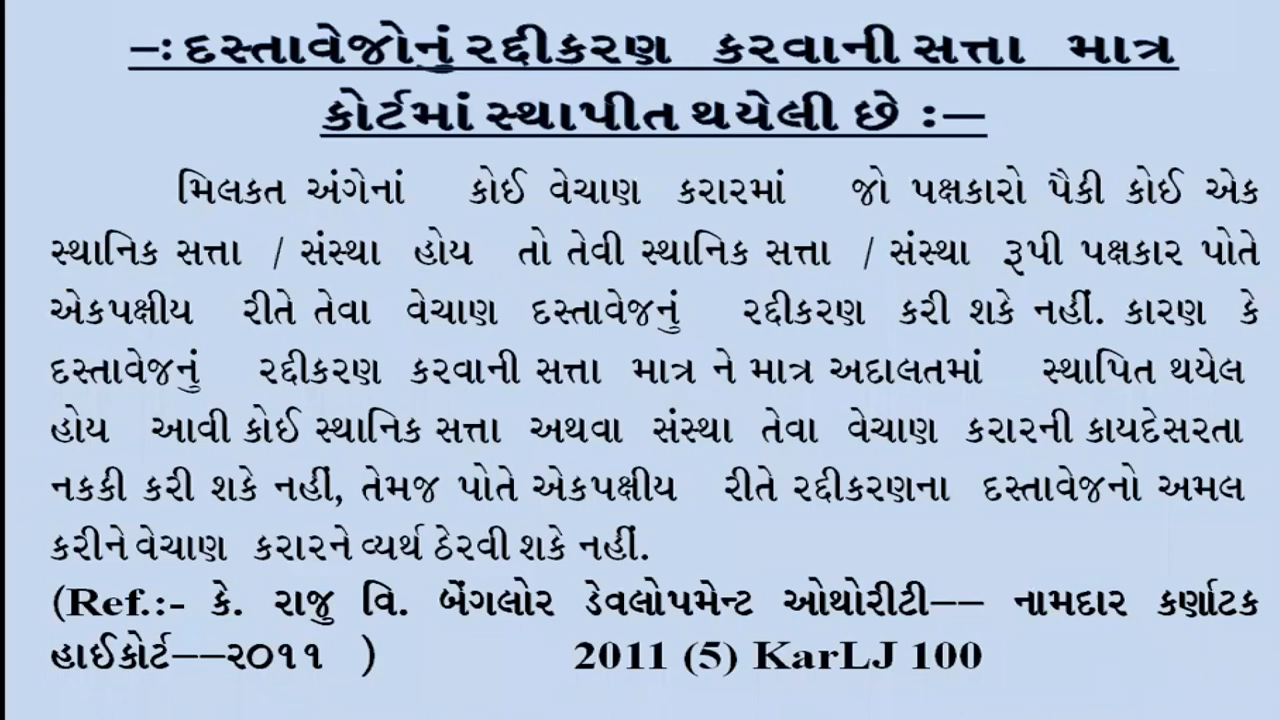 –ઃ દસ્તાવેજોનું રદ્દીકરણ કરવાની સત્તા માત્ર
કોર્ટમાં સ્થાપીત થયેલી છે ઃ–
મિલકત અંગેનાં કોઈ વેચાણ કરારમાં જો પક્ષકારો પૈકી કોઈ એક
સ્થાનિક સત્તા / સંસ્થા હોય તો તેવી સ્થાનિક સત્તા / સંસ્થા રૂપી પક્ષકાર પોતે
એકપક્ષીય રીતે તેવા વેચાણ દસ્તાવેજનું રદ્દીકરણ કરી શકે નહીં. કારણ કે
દસ્તાવેજનું રદ્દીકરણ કરવાની સત્તા માત્ર ને માત્ર અદાલતમાં સ્થાપિત થયેલ
હોય આવી કોઈ સ્થાનિક સત્તા અથવા સંસ્થા તેવા વેચાણ કરારની કાયદેસરતા
નકકી કરી શકે નહીં, તેમજ પોતે એકપક્ષીય રીતે રદ્દીકરણના દસ્તાવેજનો અમલ
કરીને વેચાણ કરારને વ્યર્થ ઠેરવી શકે નહીં.
(Ref.:- કે. રાજુ વિ. બેંગલોર ડેવલોપમેન્ટ ઓથોરીટી–– નામદાર કર્ણાટક
હાઈકોર્ટ––૨૦૧૧ ) 2011 (5) KarLJ 100